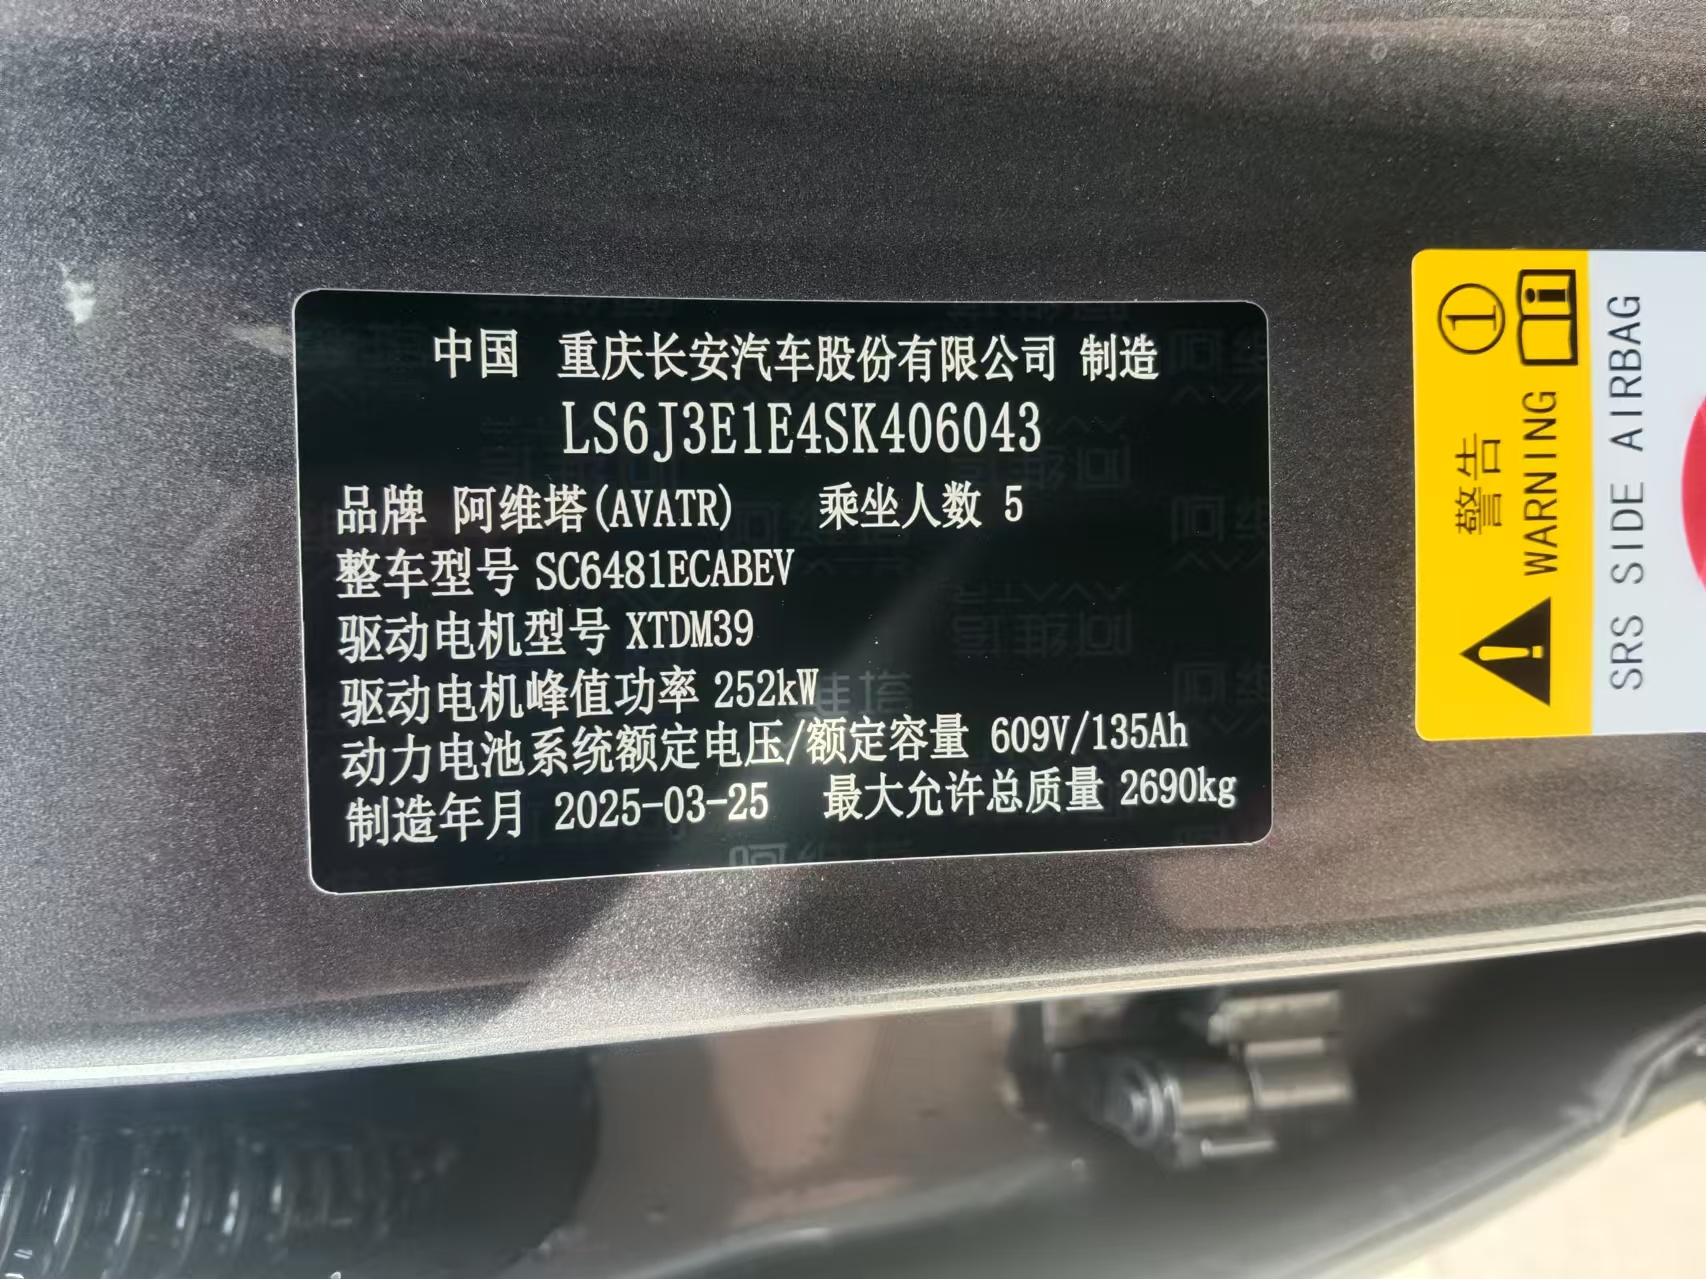 中国 重庆长安汽车股份有限公司 制造
LS6J3E1E4SK406043
品牌 阿维塔(AVATR) 乘坐人数 5
整车型号 SC6481ECABEV
驱动电机型号 XTDM39
驱动电机峰值功率 252kW
动力电池系统额定电压/额定容量 609V/135Ah
制造年月 2025-03-25 最大允许总质量 2690kg
① i
警告
WARNING
SRS SIDE AIRBAG